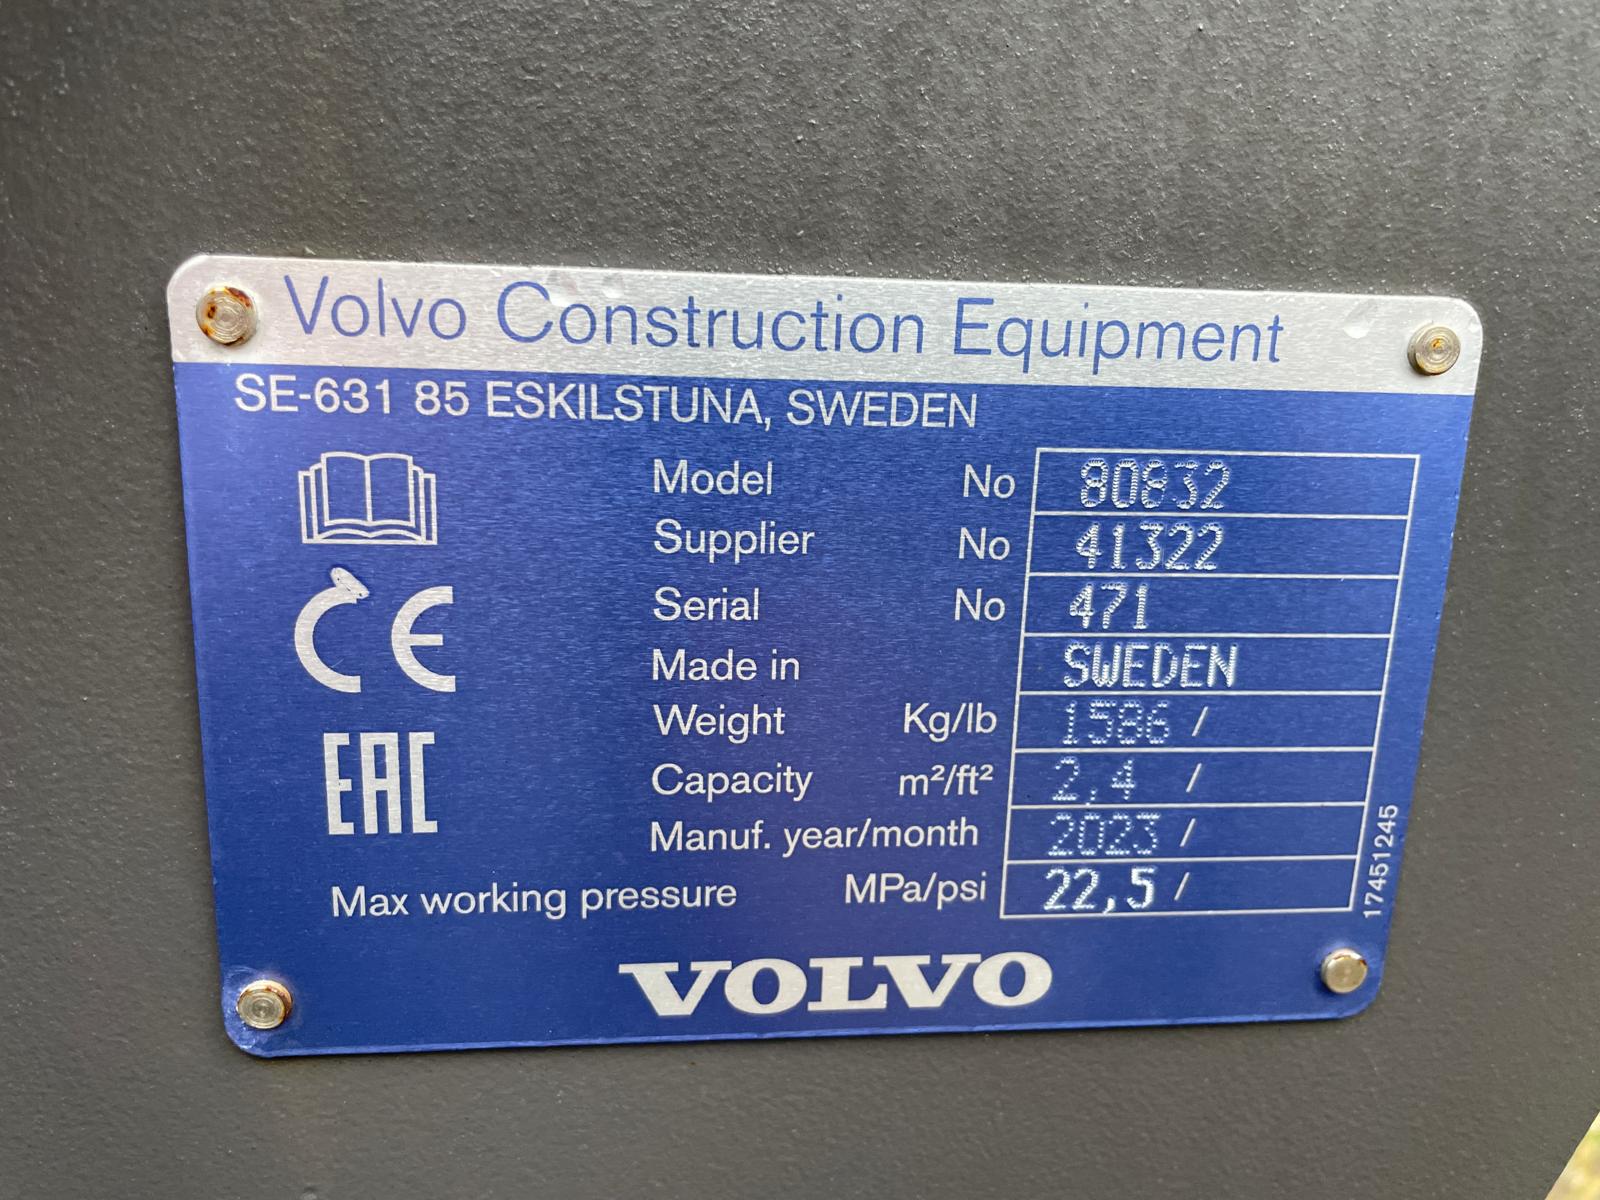 Volvo Construction Equipment
SE-631 85 ESKILSTUNA, SWEDEN
Model No 80832
Supplier No 41322
Serial No 471
Made in SWEDEN
Weight Kg/lb 1586 /
Capacity m²/ft² 2,4 /
Manuf. year/month 2023 /
Max working pressure MPa/psi 22,5 /
CE
EAC
17451245
VOLVO